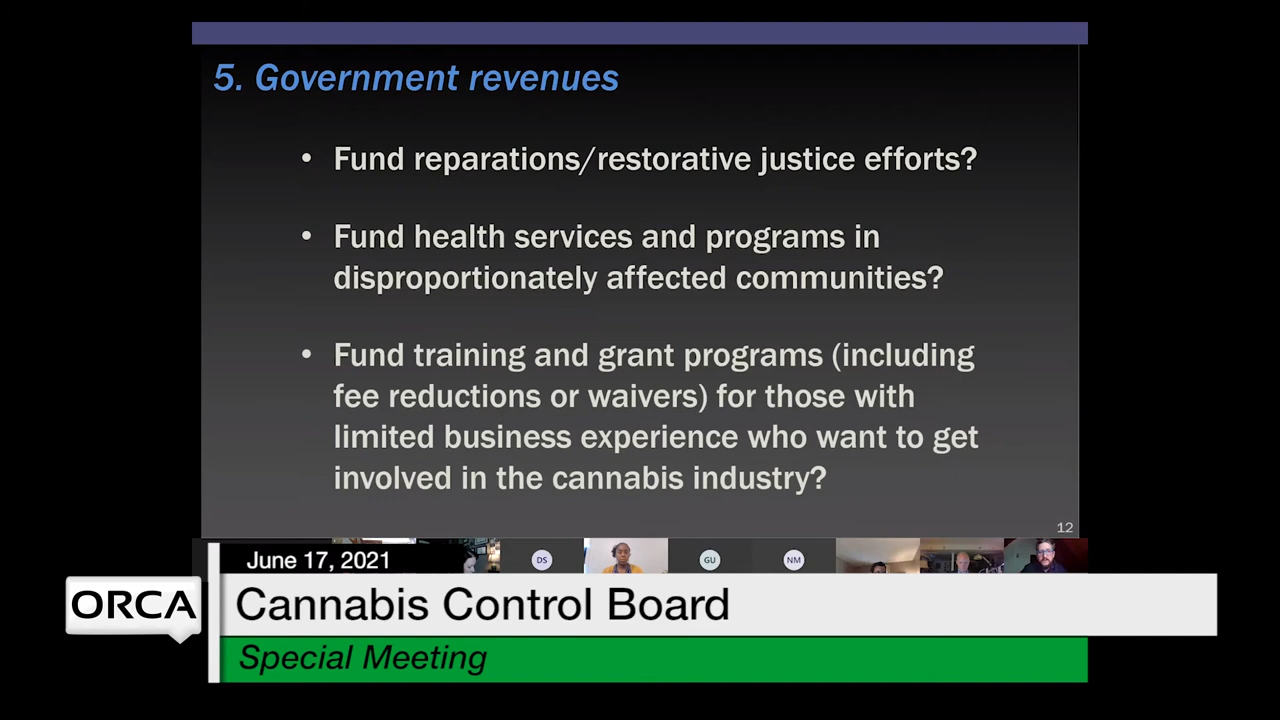 5. Government revenues
• Fund reparations/restorative justice efforts?
• Fund health services and programs in
disproportionately affected communities?
• Fund training and grant programs (including
fee reductions or waivers) for those with
limited business experience who want to get
involved in the cannabis industry?
12
DS
GU
NM
June 17, 2021
ORCA
Cannabis Control Board
Special Meeting